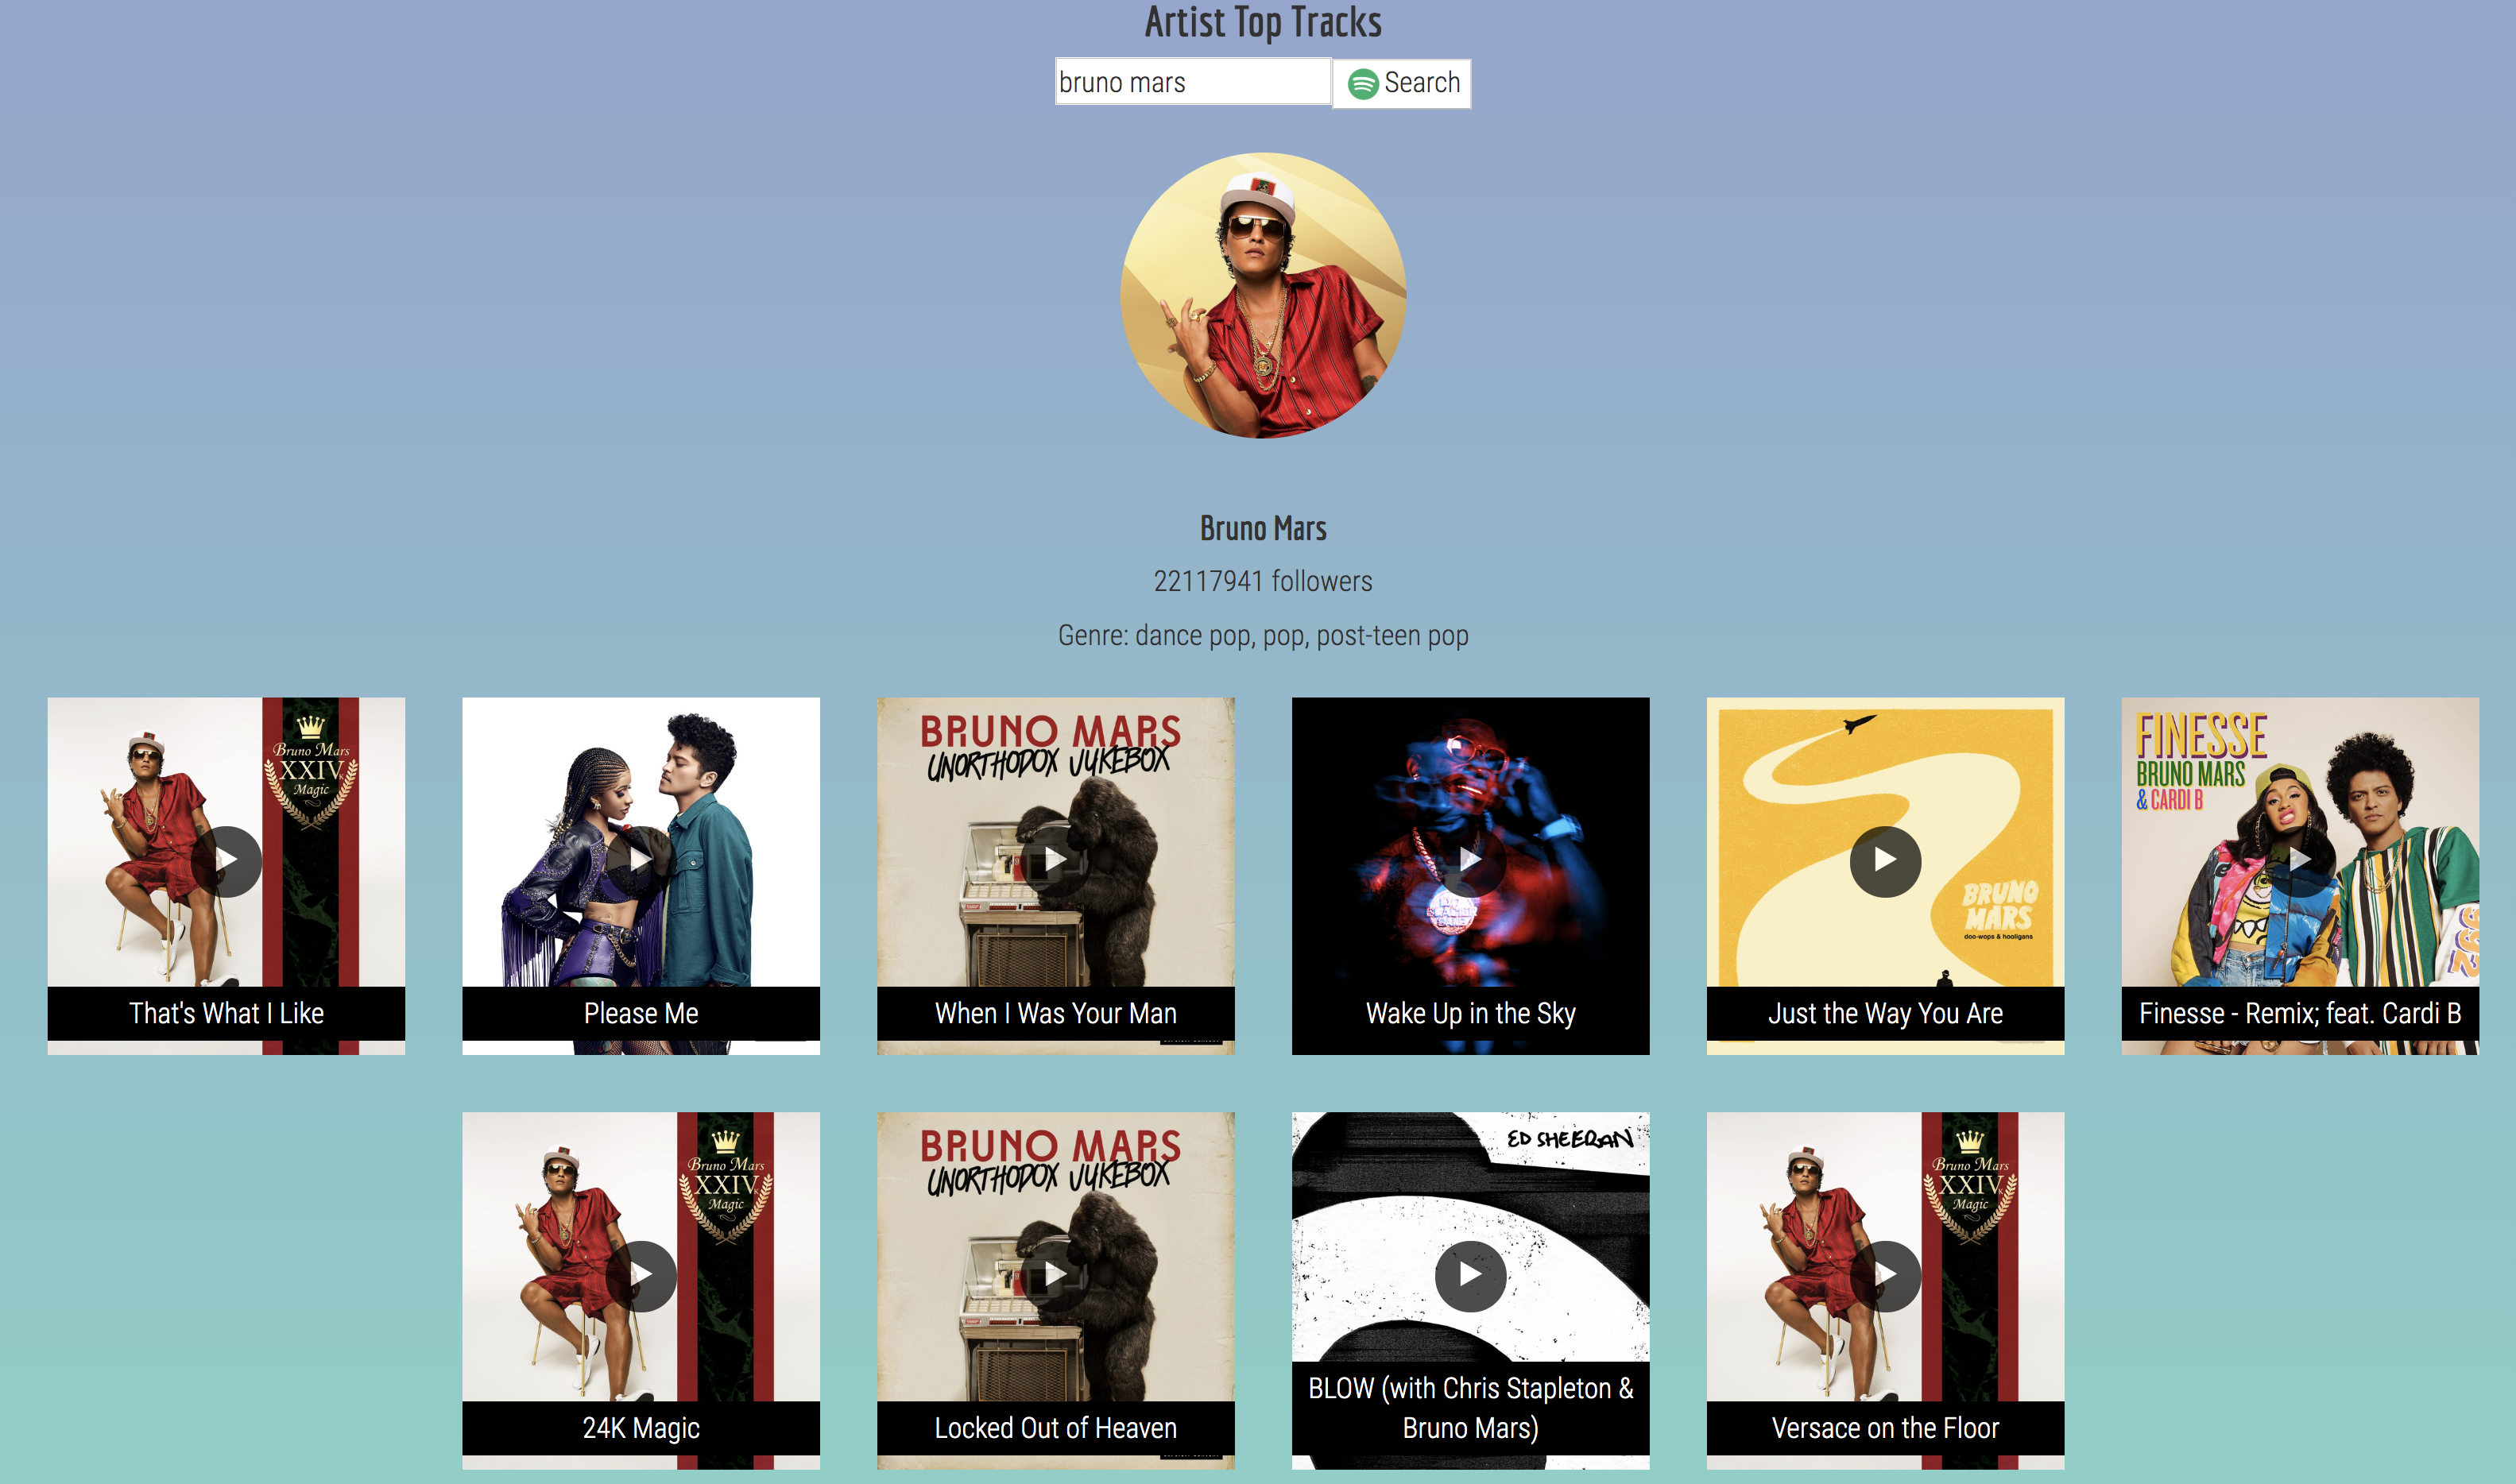 Artist Top Tracks
bruno mars
Search
Bruno Mars
22117941 followers
Genre: dance pop, pop, post-teen pop
Bruno Mars
XXIVK
Magic
That's What I Like
Please Me
BRUNO MARS
UNORTHODOX JUKEBOX
When I Was Your Man
Wake Up in the Sky
BRUNO
MARS
doo-wops & hooligans
Just the Way You Are
FINESSE
BRUNO MARS
& CARDI B
Finesse - Remix; feat. Cardi B
Bruno Mars
XXIVK
Magic
24K Magic
BRUNO MARS
UNORTHODOX JUKEBOX
Locked Out of Heaven
ED SHEERAN
BLOW (with Chris Stapleton &
Bruno Mars)
Bruno Mars
XXIVK
Magic
Versace on the Floor